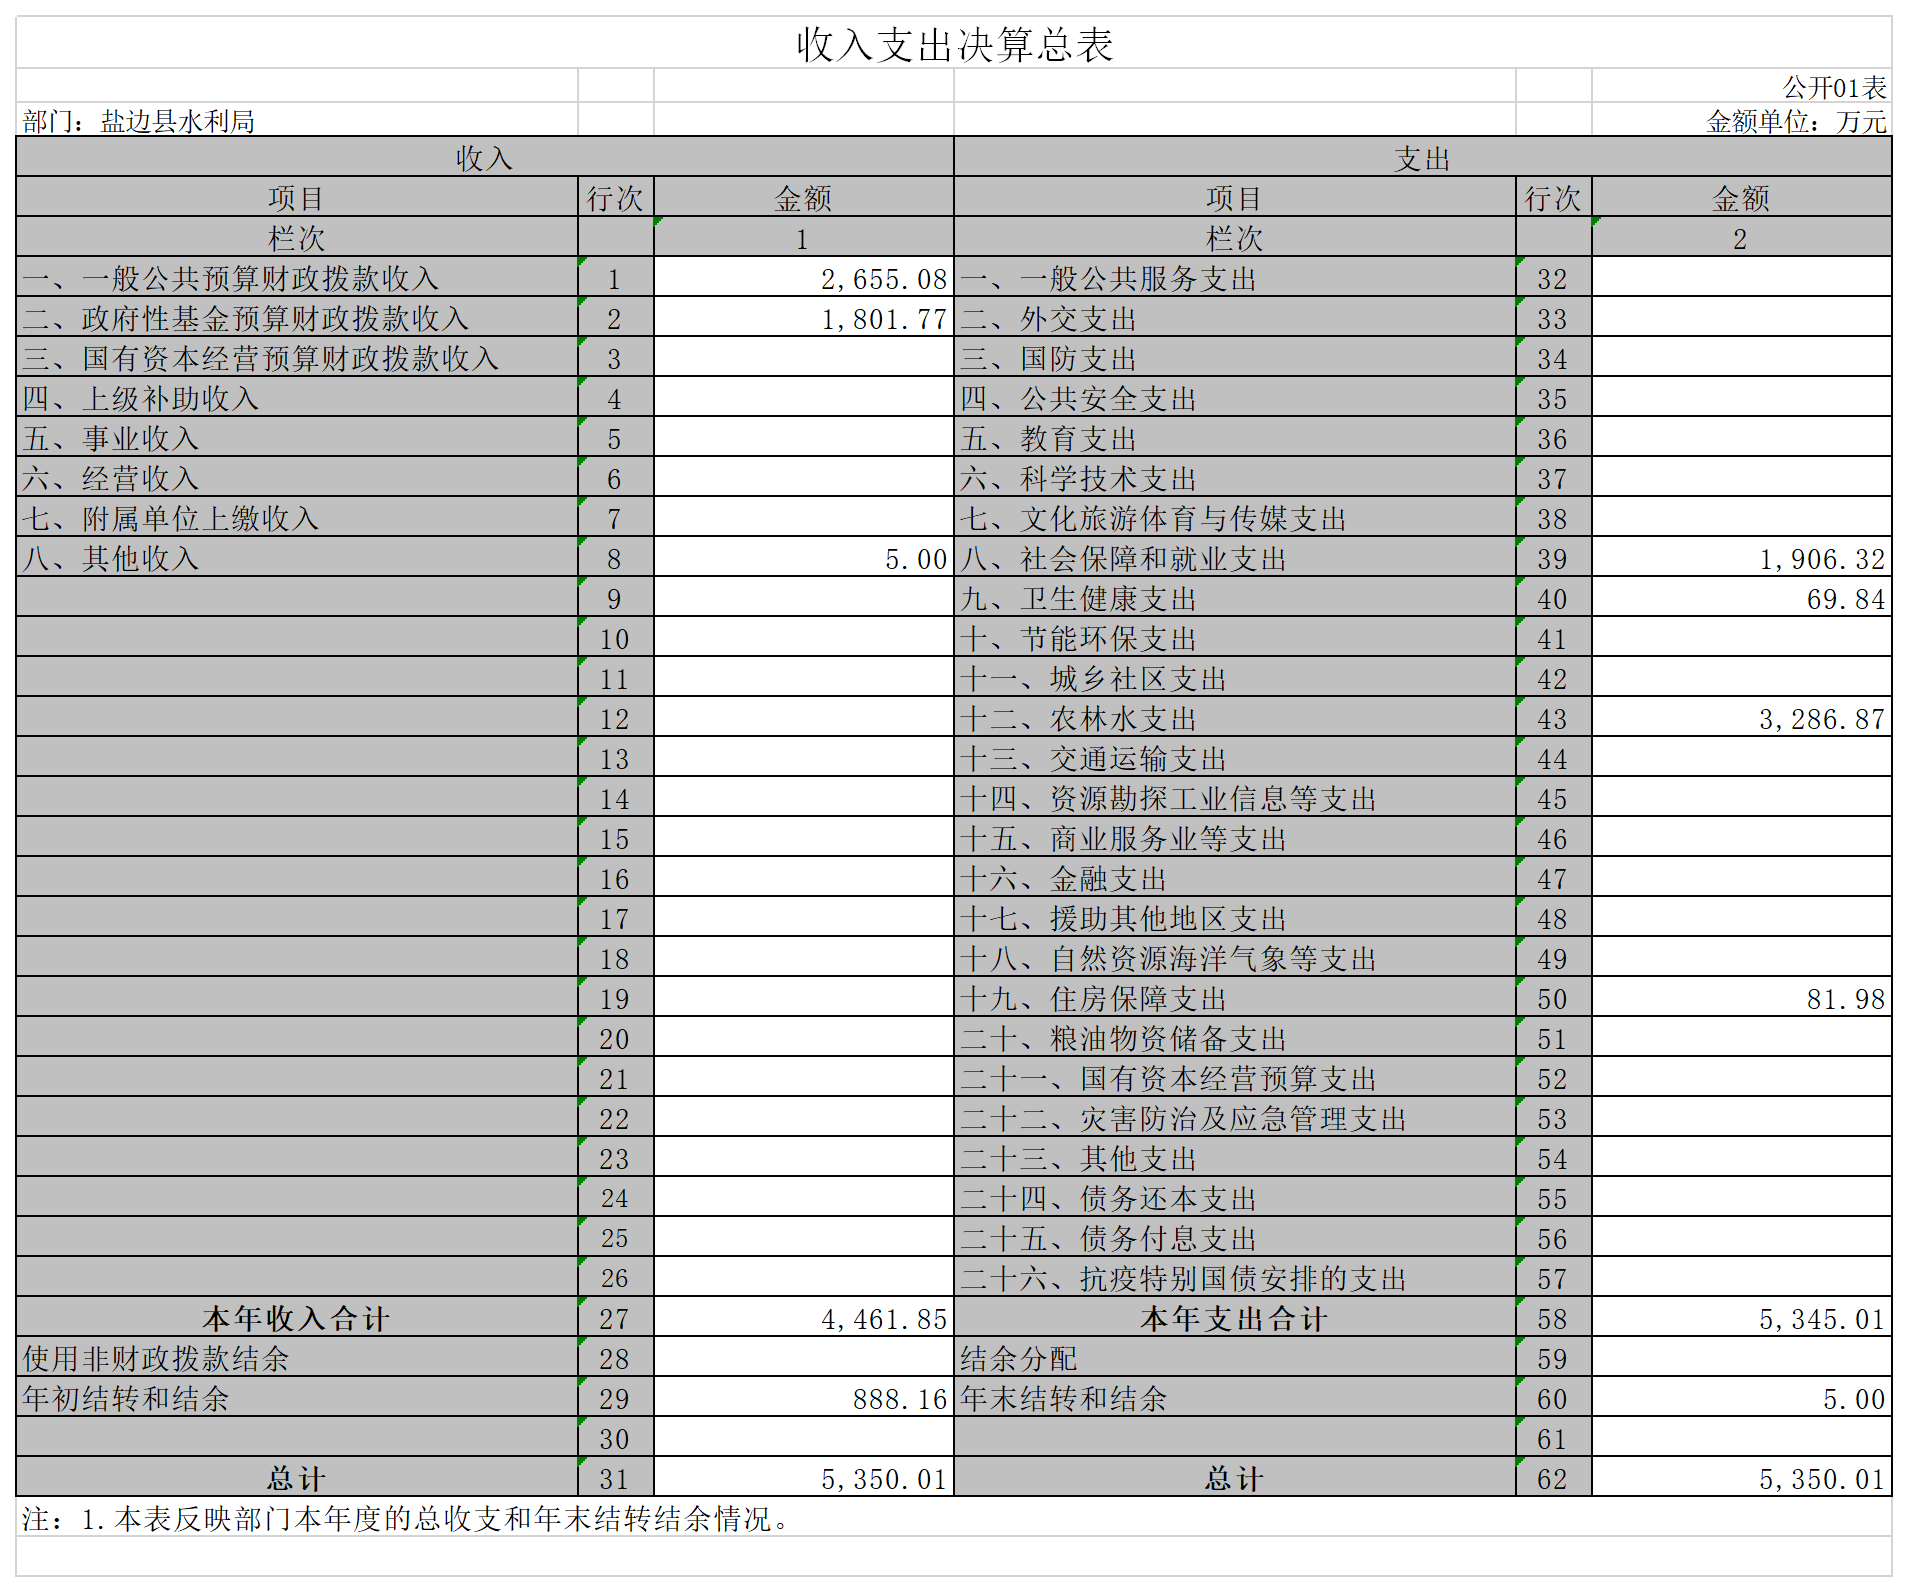 收入支出决算总表
公开01表
部门：盐边县水利局 金额单位：万元
收入 支出
项目 行次 金额 项目 行次 金额
栏次 1 栏次 2
一、一般公共预算财政拨款收入 1 2,655.08 一、一般公共服务支出 32
二、政府性基金预算财政拨款收入 2 1,801.77 二、外交支出 33
三、国有资本经营预算财政拨款收入 3 三、国防支出 34
四、上级补助收入 4 四、公共安全支出 35
五、事业收入 5 五、教育支出 36
六、经营收入 6 六、科学技术支出 37
七、附属单位上缴收入 7 七、文化旅游体育与传媒支出 38
八、其他收入 8 5.00 八、社会保障和就业支出 39 1,906.32
9 九、卫生健康支出 40 69.84
10 十、节能环保支出 41
11 十一、城乡社区支出 42
12 十二、农林水支出 43 3,286.87
13 十三、交通运输支出 44
14 十四、资源勘探工业信息等支出 45
15 十五、商业服务业等支出 46
16 十六、金融支出 47
17 十七、援助其他地区支出 48
18 十八、自然资源海洋气象等支出 49
19 十九、住房保障支出 50 81.98
20 二十、粮油物资储备支出 51
21 二十一、国有资本经营预算支出 52
22 二十二、灾害防治及应急管理支出 53
23 二十三、其他支出 54
24 二十四、债务还本支出 55
25 二十五、债务付息支出 56
26 二十六、抗疫特别国债安排的支出 57
本年收入合计 27 4,461.85 本年支出合计 58 5,345.01
使用非财政拨款结余 28 结余分配 59
年初结转和结余 29 888.16 年末结转和结余 60 5.00
30 61
总计 31 5,350.01 总计 62 5,350.01
注：1.本表反映部门本年度的总收支和年末结转结余情况。